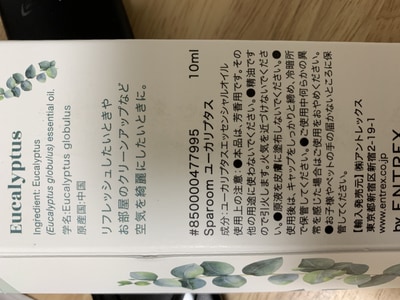 Eucalyptus
Ingredient: Eucalyptus
(Eucalyptus globulus) essential oil.
学名:Eucalyptus globulus
原産国:中国
リフレッシュしたいときや
お部屋のクリーンアップなど
空気を綺麗にしたいときに。
#850000477995 10ml
Sparoom ユーカリプタス
成分:ユーカリプタスエッセンシャルオイル
使用上の注意:●本品は、芳香用です。その
他の用途に使わないでください。●精油です
ので引火します。火気を近づけないでくださ
い。●原液を皮膚に塗布しないでください。●
使用後は、キャップをしっかりと締め、冷暗所
で保管してください。●ご使用中何らかの異
常を感じた場合はご使用をおやめください。
●お子様やペットの手の届かないところに保
管してください。
【輸入発売元】㈱アントレックス
東京都新宿区新宿2-19-1
www.entrex.co.jp
by ENTREX